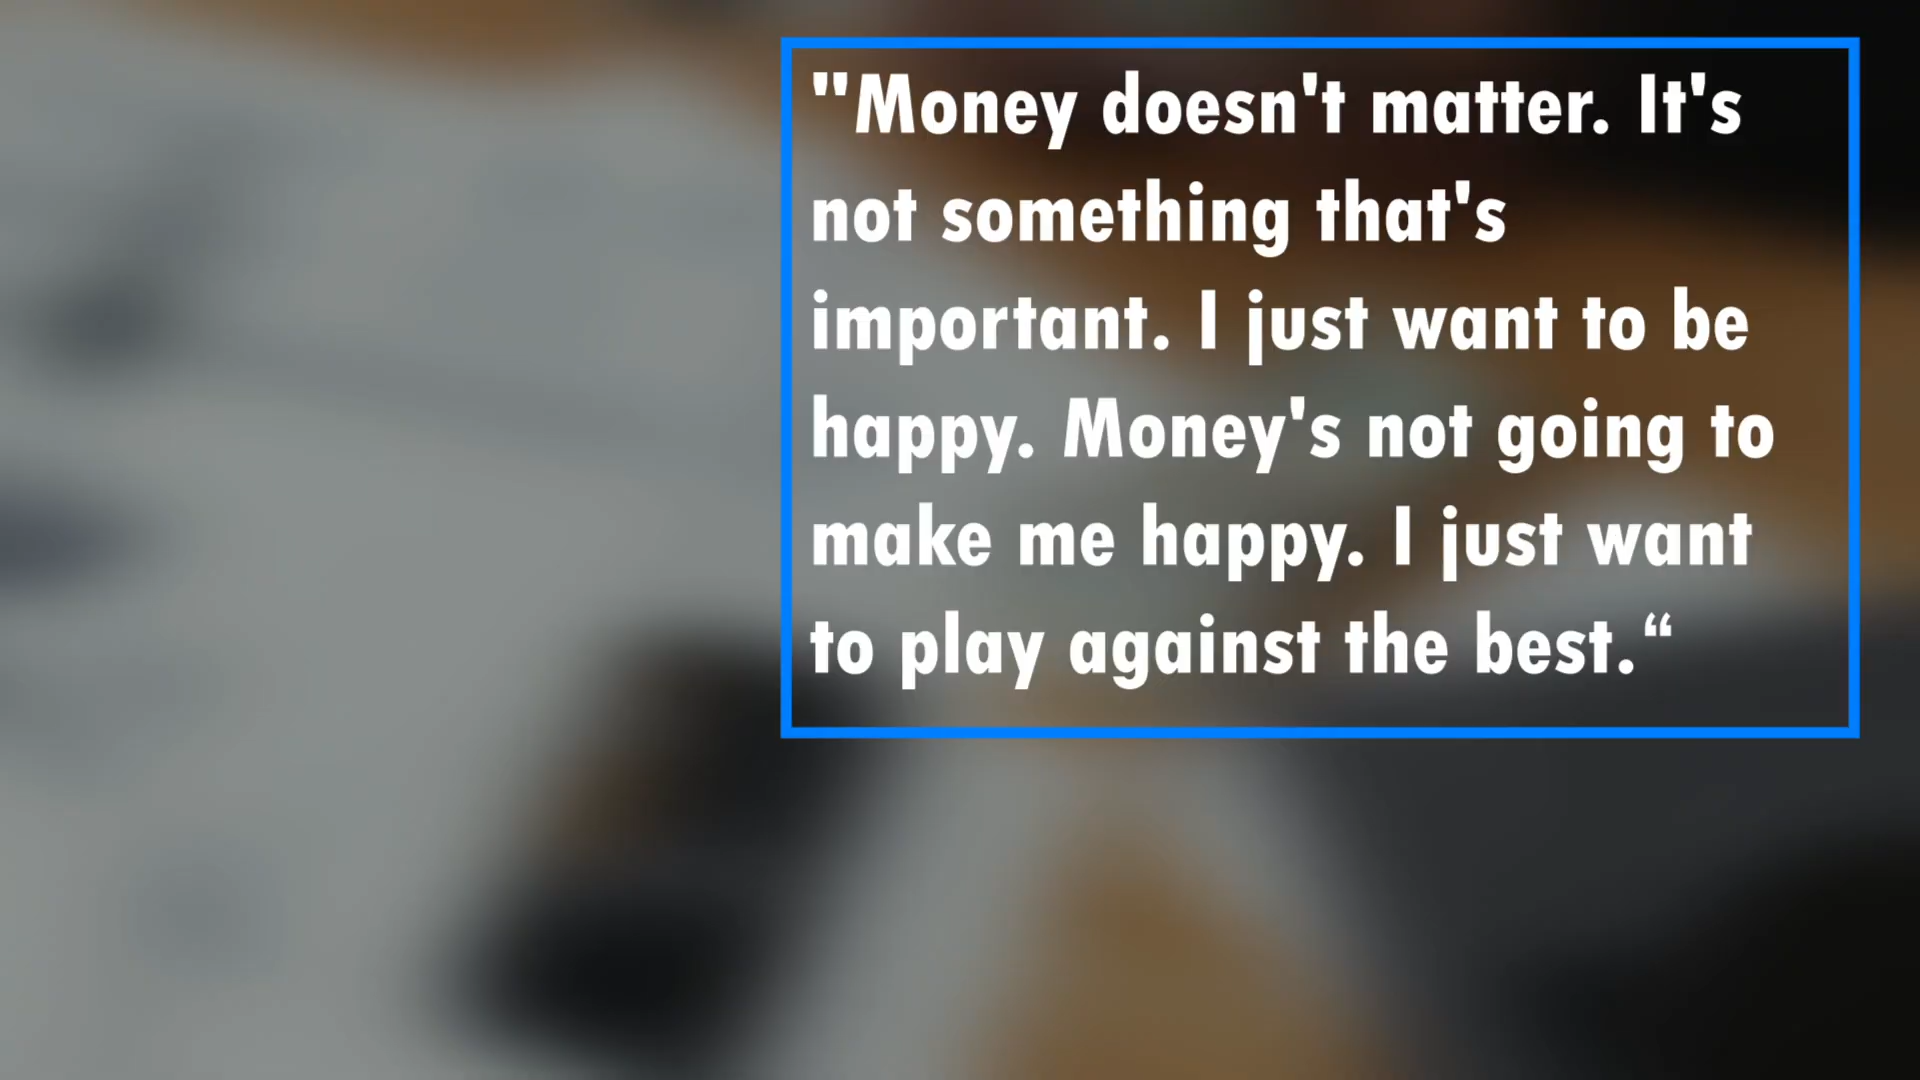 "Money doesn't matter. It's
not something that's
important. I just want to be
happy. Money's not going to
make me happy. I just want
to play against the best.“